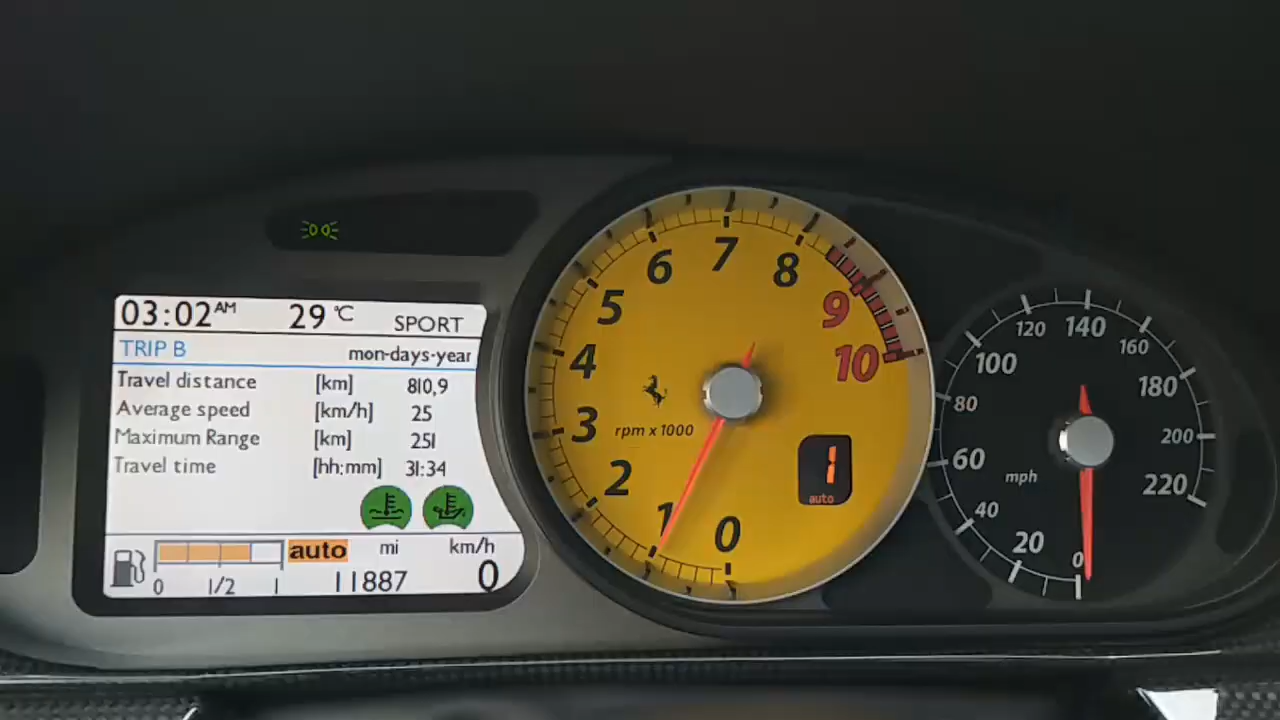 03:02 AM 29 °C SPORT
TRIP B mon-days-year
Travel distance [km] 810,9
Average speed [km/h] 25
Maximum Range [km] 251
Travel time [hh:mm] 31:34
auto mi km/h
0 1/2 1 11887 0
0 1 2 3 4 5 6 7 8 9 10
rpm x 1000
1
auto
0 20 40 60 80 100 120 140 160 180 200 220
mph